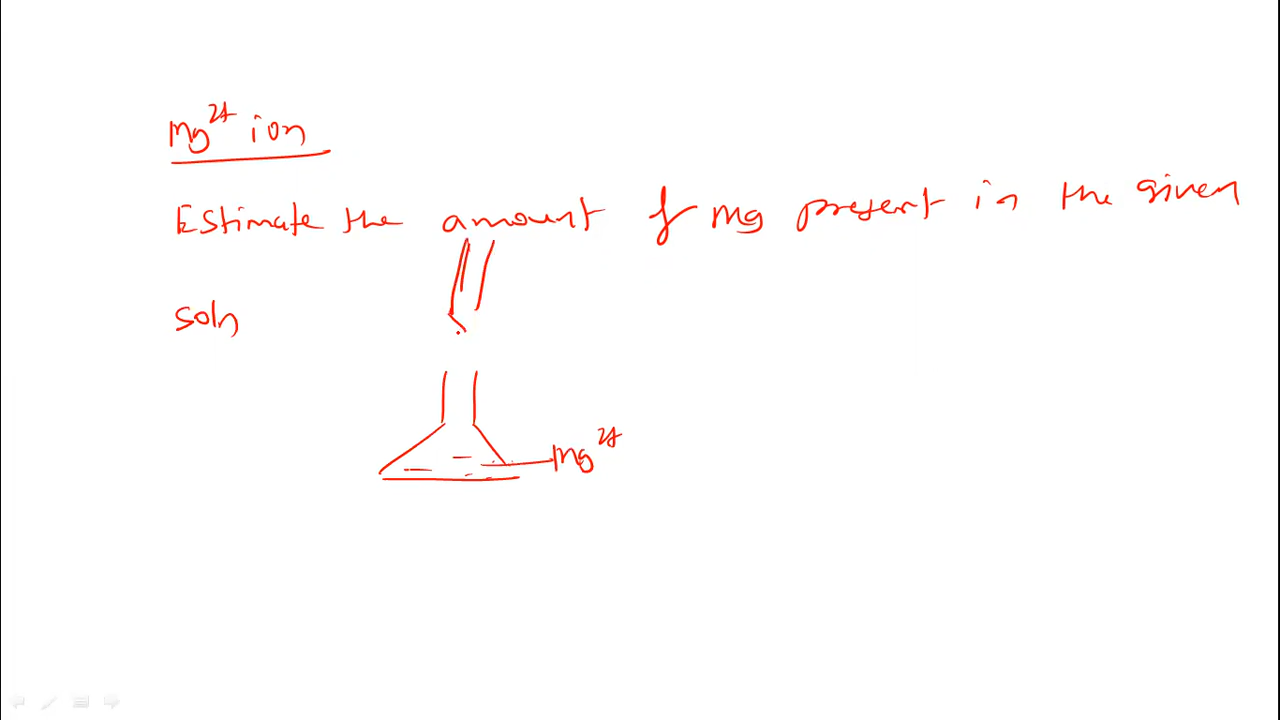 Mg²⁺ ion
Estimate the amount of Mg present in the given
soln
Mg²⁺